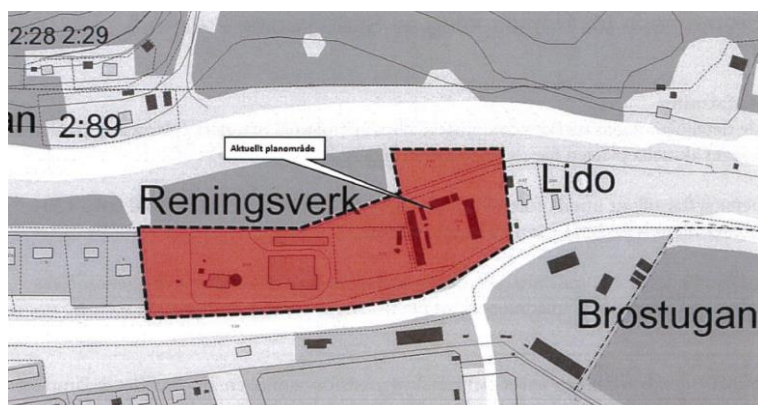 2:28 2:29
an 2:89
Aktuellt planområde
Reningsverk
Lido
Brostugan